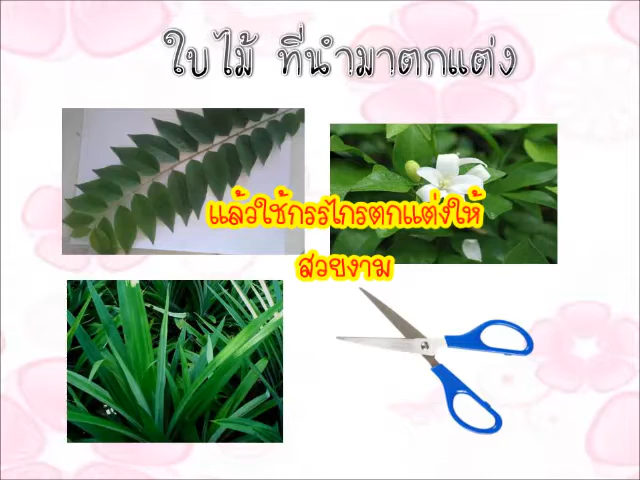 ใบไม้ ที่นำมาตกแต่ง
แล้วใช้กรรไกรตกแต่งให้
สวยงาม